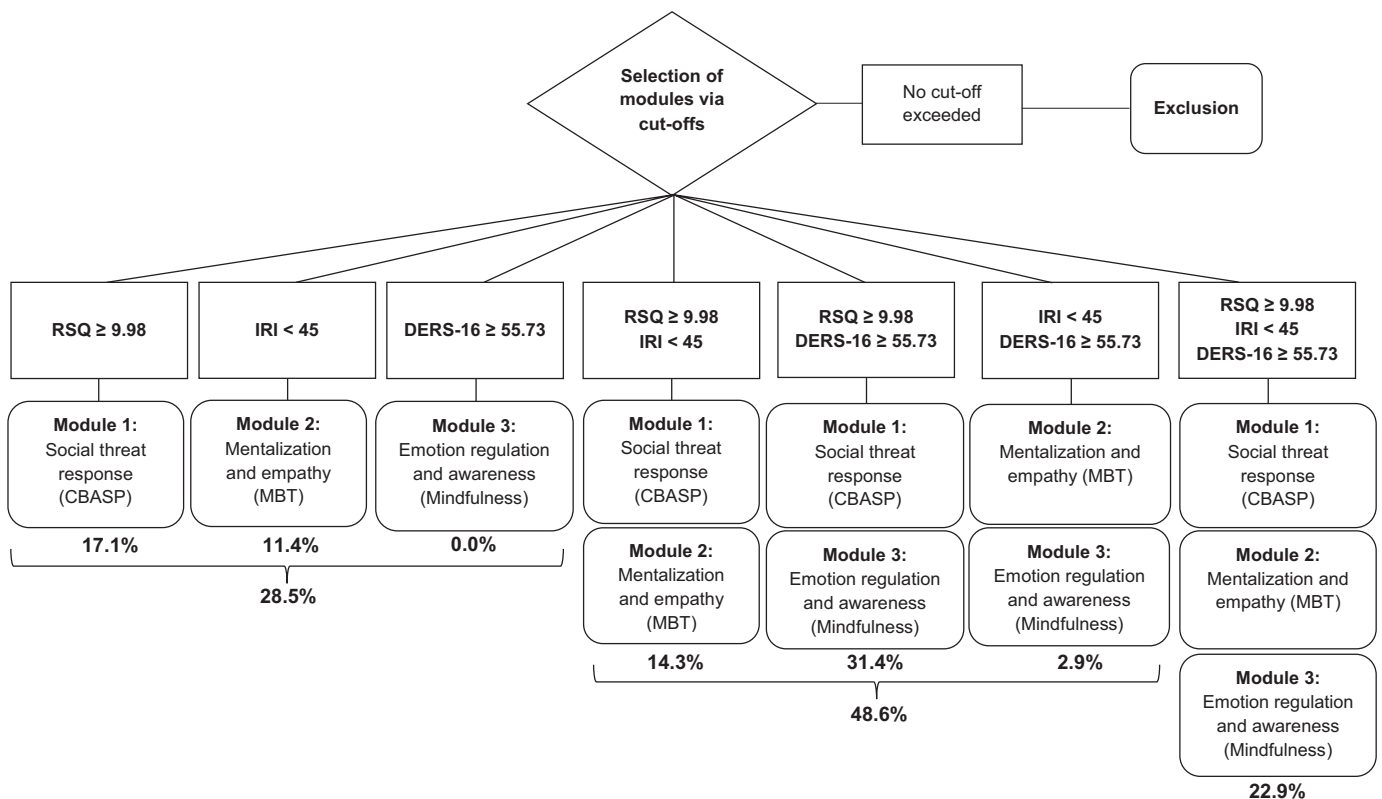 Selection of
modules via
cut-offs
No cut-off
exceeded
Exclusion
RSQ ≥ 9.98
IRI < 45
DERS-16 ≥ 55.73
RSQ ≥ 9.98
IRI < 45
RSQ ≥ 9.98
DERS-16 ≥ 55.73
IRI < 45
DERS-16 ≥ 55.73
RSQ ≥ 9.98
IRI < 45
DERS-16 ≥ 55.73
Module 1:
Social threat
response
(CBASP)
17.1%
Module 2:
Mentalization
and empathy
(MBT)
11.4%
Module 3:
Emotion regulation
and awareness
(Mindfulness)
0.0%
28.5%
Module 1:
Social threat
response
(CBASP)
Module 2:
Mentalization
and empathy
(MBT)
14.3%
Module 1:
Social threat
response
(CBASP)
Module 3:
Emotion regulation
and awareness
(Mindfulness)
31.4%
Module 2:
Mentalization and
empathy (MBT)
Module 3:
Emotion regulation
and awareness
(Mindfulness)
2.9%
48.6%
Module 1:
Social threat
response
(CBASP)
Module 2:
Mentalization and
empathy (MBT)
Module 3:
Emotion regulation
and awareness
(Mindfulness)
22.9%